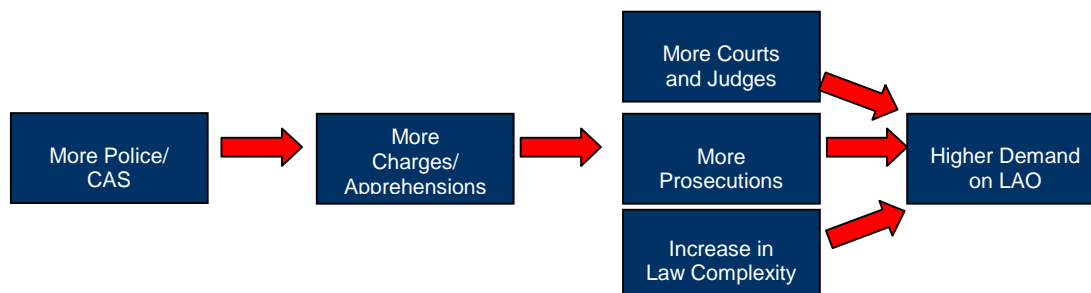 More Police/
CAS
More
Charges/
Apprehensions
More Courts
and Judges
More
Prosecutions
Increase in
Law Complexity
Higher Demand
on LAO